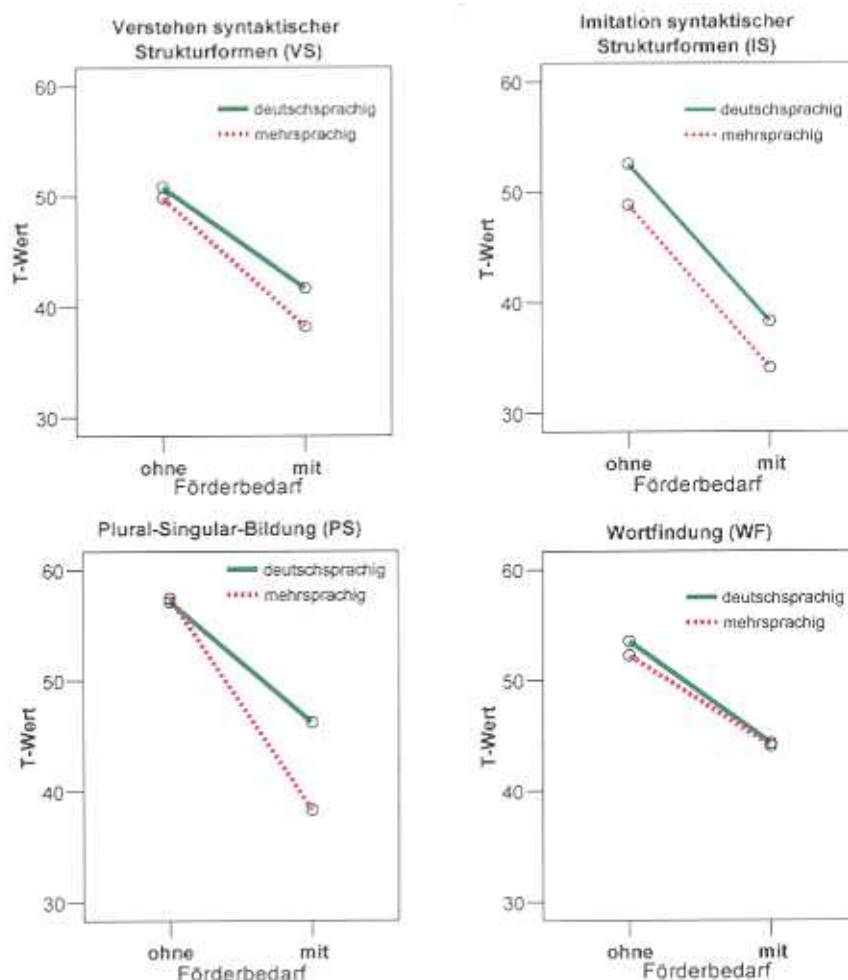 Verstehen syntaktischer
Strukturformen (VS)
60
50
40
30
T-Wert
deutschsprachig
mehrsprachig
ohne
mit
Förderbedarf
Imitation syntaktischer
Strukturformen (IS)
60
50
40
30
T-Wert
deutschsprachig
mehrsprachig
ohne
mit
Förderbedarf
Plural-Singular-Bildung (PS)
60
50
40
30
T-Wert
deutschsprachig
mehrsprachig
ohne
mit
Förderbedarf
Wortfindung (WF)
60
50
40
30
T-Wert
deutschsprachig
mehrsprachig
ohne
mit
Förderbedarf